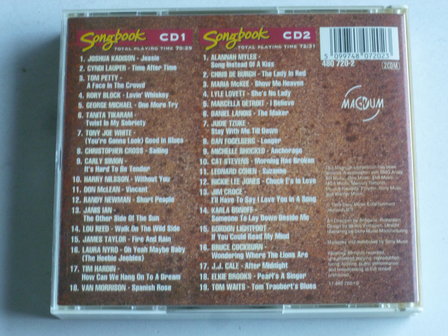 Songbook CD1
TOTAL PLAYING TIME 70:29
1. JOSHUA KADISON - Jessie
2. CYNDI LAUPER - Time After Time
3. TOM PETTY -
A Face In The Crowd
4. RORY BLOCK - Lovin' Whiskey
5. GEORGE MICHAEL - One More Try
6. TANITA TIKARAM -
Twist In My Sobriety
7. TONY JOE WHITE -
(You're Gonna Look) Good In Blues
8. CHRISTOPHER CROSS - Sailing
9. CARLY SIMON -
It's Hard To Be Tender
10. HARRY NILSSON - Without You
11. DON McLEAN - Vincent
12. RANDY NEWMAN - Short People
13. JANIS IAN -
The Other Side Of The Sun
14. LOU REED - Walk On The Wild Side
15. JAMES TAYLOR - Fire And Rain
16. LAURA NYRO - Oh Yeah Maybe Baby
(The Heebie Jeebies)
17. TIM HARDIN -
How Can We Hang On To A Dream
18. VAN MORRISON - Spanish Rose
Songbook CD2
TOTAL PLAYING TIME
1. ALANNAH MYLES -
Song Instead Of A Kiss
2. CHRIS DE BURGH - The Lady In Red
3. MARIA McKEE - Show Me Heaven
4. LYLE LOVETT - She's No Lady
5. MARCELLA DETROIT - I Believe
6. DANIEL LANOIS - The Maker
7. JUDIE TZUKE -
Stay With Me Till Dawn
8. DAN FOGELBERG - Longer
9. MICHELLE SHOCKED - Anchorage
10. CAT STEVENS - Morning Has Broken
11. LEONARD COHEN - Suzanne
12. RICKIE LEE JONES - Chuck E's In Love
13. JIM CROCE -
I'll Have To Say I Love You In A Song
14. KARLA BONOFF -
Someone To Lay Down Beside Me
15. GORDON LIGHTFOOT -
If You Could Read My Mind
16. BRUCE COCKBURN -
Wondering Where The Lions Are
17. J.J. CALE - After Midnight
18. ELKIE BROOKS - Pearl's A Singer
19. TOM WAITS - Tom Traubert's Blues
5 099748 072023
480 720-2
2CDM
MAGNUM